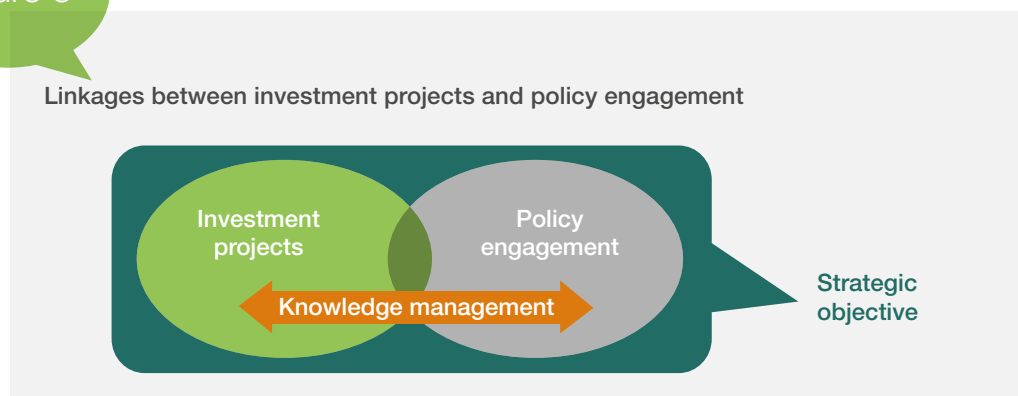 Linkages between investment projects and policy engagement
Investment
projects
Policy
engagement
Knowledge management
Strategic
objective